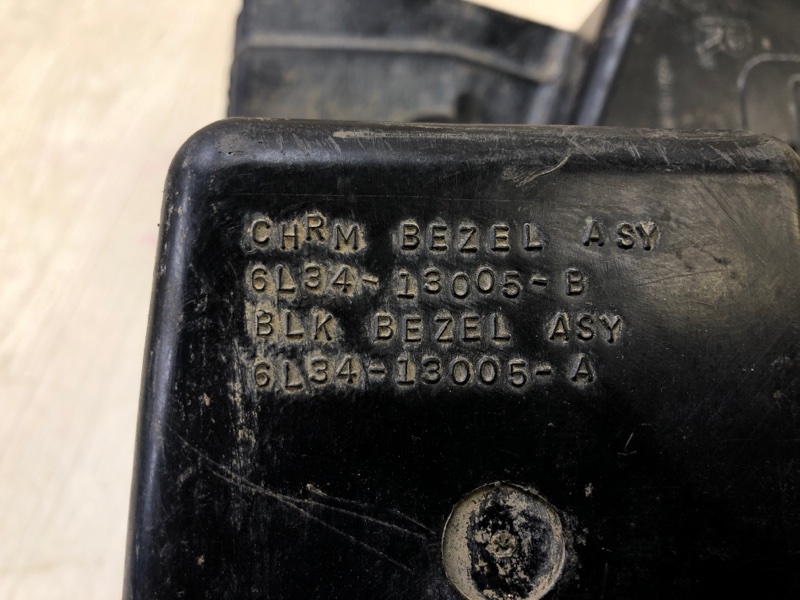 CHRM BEZEL ASY
6L34-13005-B
BLK BEZEL ASY
6L34-13005-A